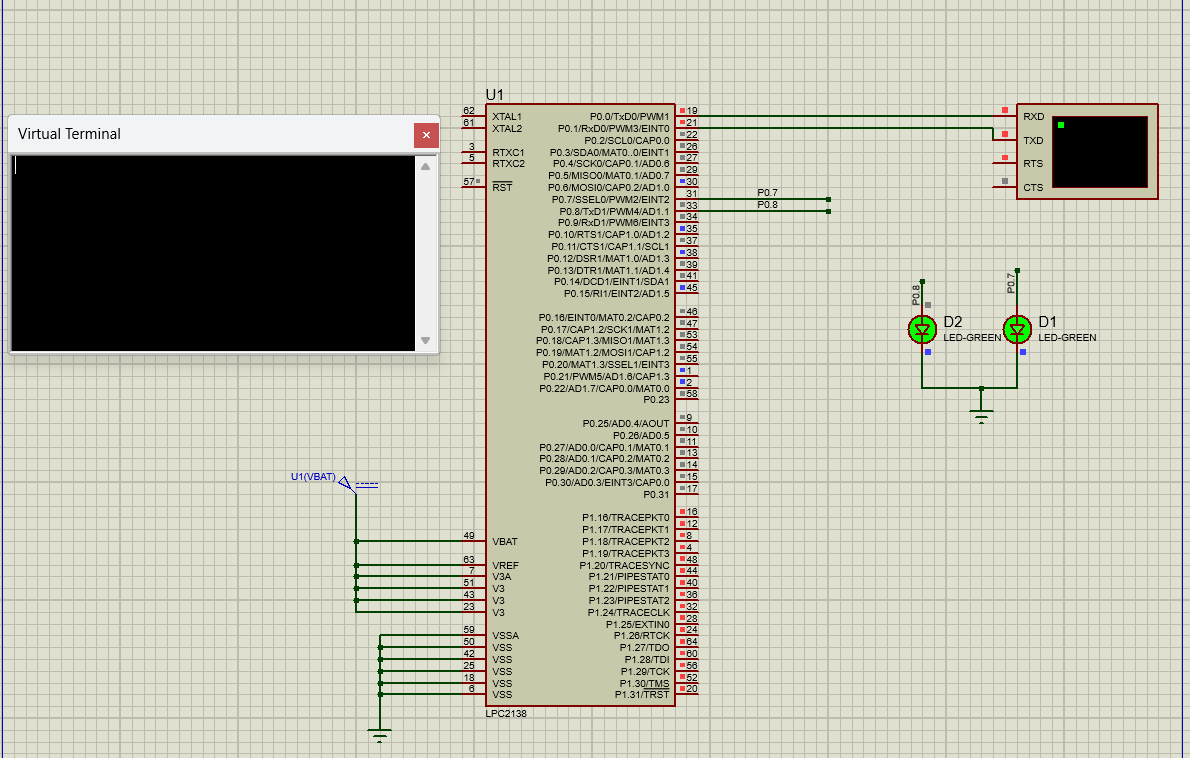 Virtual Terminal
U1
62 XTAL1
61 XTAL2
3 RTXC1
5 RTXC2
57 RST
P0.0/TxD0/PWM1 19
P0.1/RxD0/PWM3/EINT0 21
P0.2/SCL0/CAP0.0 22
P0.3/SDA0/MAT0.0/EINT1 26
P0.4/SCK0/CAP0.1/AD0.6 27
P0.5/MISO0/MAT0.1/AD0.7 29
P0.6/MOSI0/CAP0.2/AD1.0 30
P0.7/SSEL0/PWM2/EINT2 31
P0.8/TxD1/PWM4/AD1.1 33
P0.9/RxD1/PWM6/EINT3 34
P0.10/RTS1/CAP1.0/AD1.2 35
P0.11/CTS1/CAP1.1/SCL1 37
P0.12/DSR1/MAT1.0/AD1.3 38
P0.13/DTR1/MAT1.1/AD1.4 39
P0.14/DCD1/EINT1/SDA1 41
P0.15/RI1/EINT2/AD1.5 45
P0.16/EINT0/MAT0.2/CAP0.2 46
P0.17/CAP1.2/SCK1/MAT1.2 47
P0.18/CAP1.3/MISO1/MAT1.3 53
P0.19/MAT1.2/MOSI1/CAP1.2 54
P0.20/MAT1.3/SSEL1/EINT3 55
P0.21/PWM5/AD1.6/CAP1.3 1
P0.22/AD1.7/CAP0.0/MAT0.0 2
P0.23 58
P0.25/AD0.4/AOUT 9
P0.26/AD0.5 10
P0.27/AD0.0/CAP0.1/MAT0.1 11
P0.28/AD0.1/CAP0.2/MAT0.2 13
P0.29/AD0.2/CAP0.3/MAT0.3 14
P0.30/AD0.3/EINT3/CAP0.0 15
P0.31 17
P1.16/TRACEPKT0 16
P1.17/TRACEPKT1 12
P1.18/TRACEPKT2 8
P1.19/TRACEPKT3 4
P1.20/TRACESYNC 48
P1.21/PIPESTAT0 44
P1.22/PIPESTAT1 40
P1.23/PIPESTAT2 36
P1.24/TRACECLK 32
P1.25/EXTIN0 28
P1.26/RTCK 24
P1.27/TDO 64
P1.28/TDI 60
P1.29/TCK 56
P1.30/TMS 52
P1.31/TRST 20
U1(VBAT)
49 VBAT
63 VREF
7 V3A
51 V3
43 V3
23 V3
59 VSSA
50 VSS
42 VSS
25 VSS
18 VSS
6 VSS
LPC2138
P0.7
P0.8
RXD
TXD
RTS
CTS
P0.8
P0.7
D2
LED-GREEN
D1
LED-GREEN